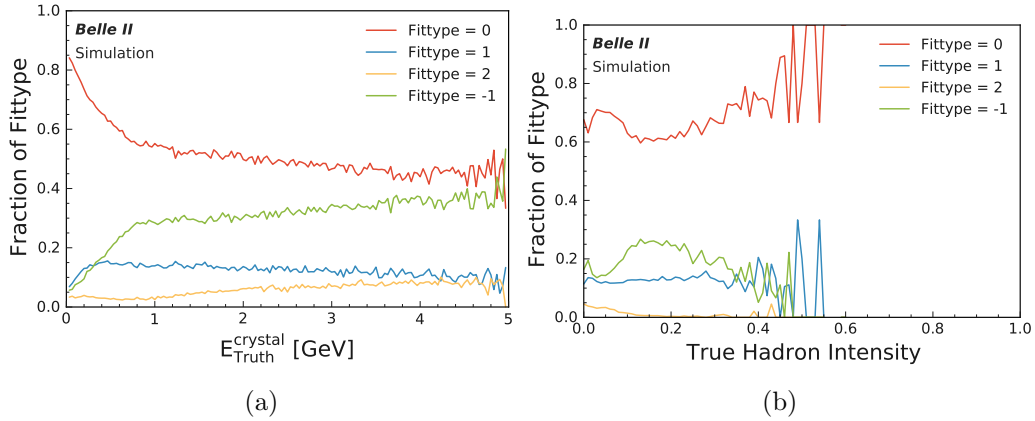 Belle II
Simulation
Fittype = 0
Fittype = 1
Fittype = 2
Fittype = -1
Fraction of Fittype
1.0
0.8
0.6
0.4
0.2
0.0
0 1 2 3 4 5
E^crystal_Truth [GeV]
(a)
Belle II
Simulation
Fittype = 0
Fittype = 1
Fittype = 2
Fittype = -1
Fraction of Fittype
1.0
0.8
0.6
0.4
0.2
0.0
0.0 0.2 0.4 0.6 0.8 1.0
True Hadron Intensity
(b)